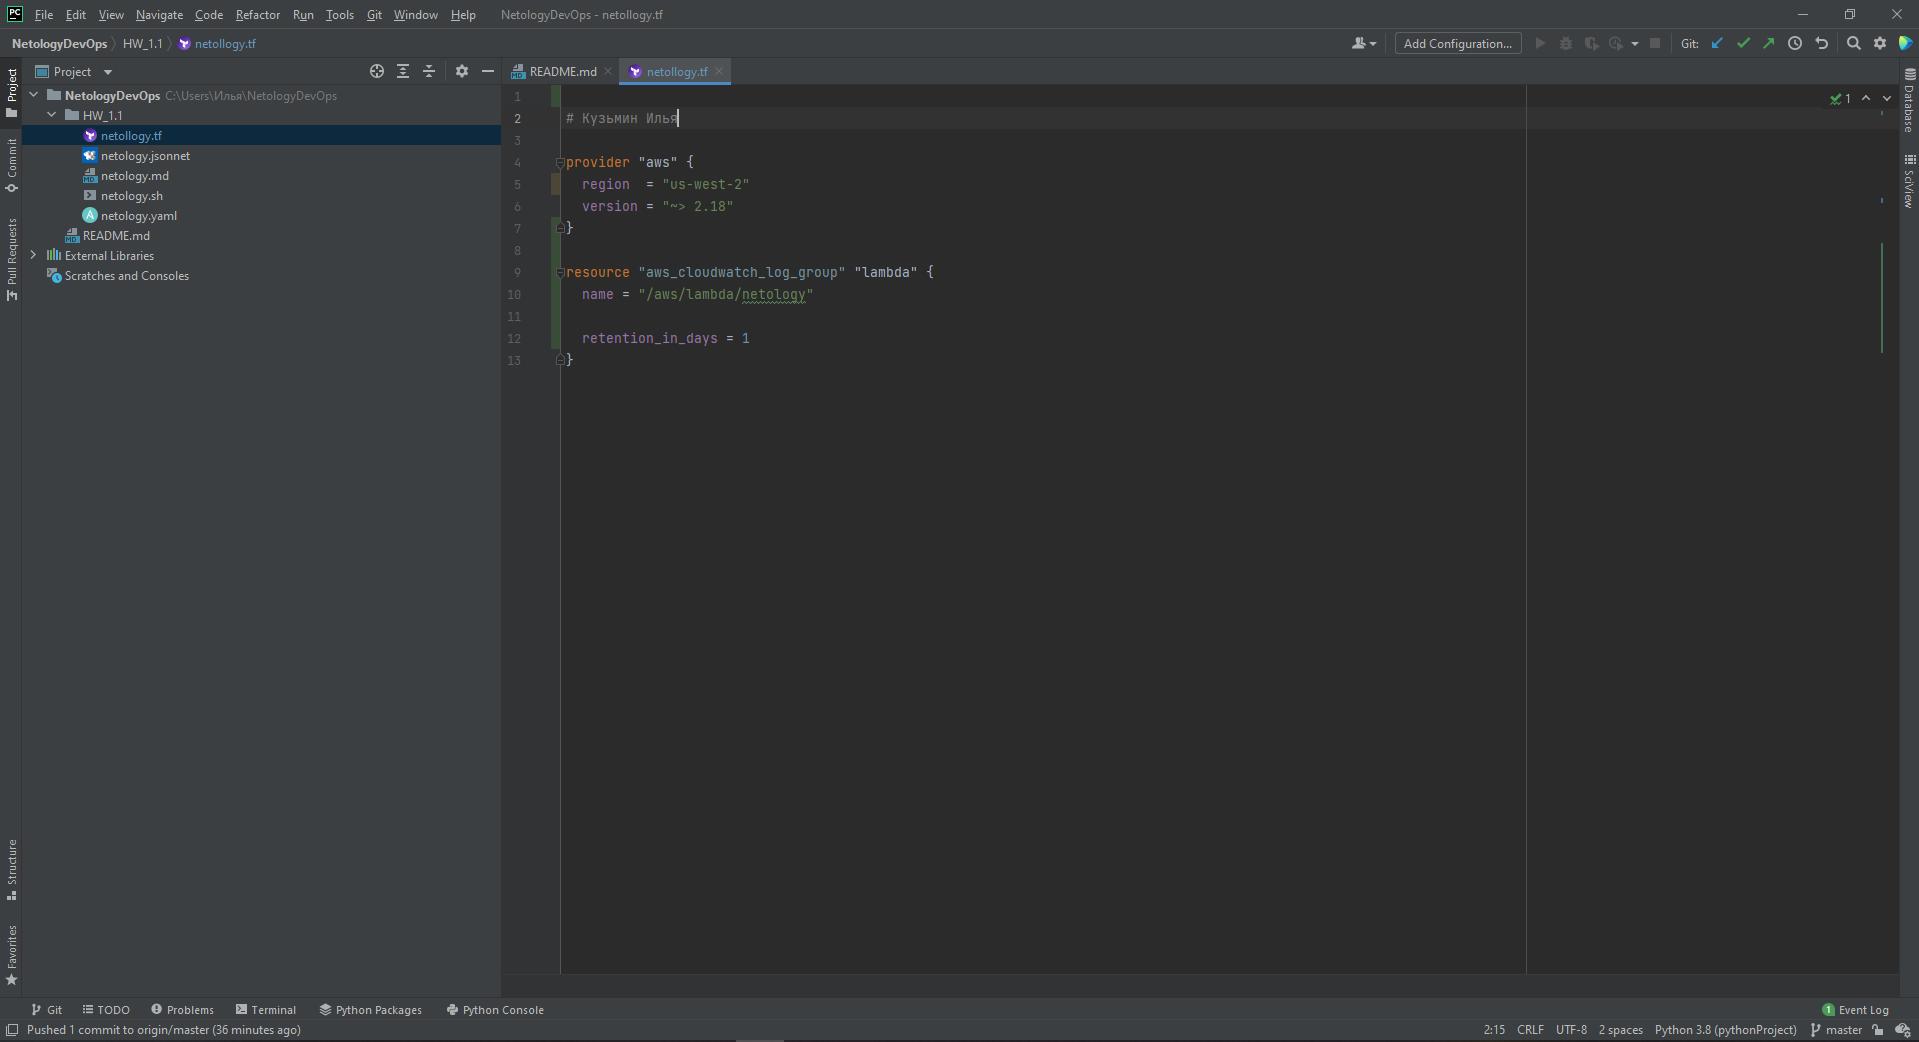 PC File Edit View Navigate Code Refactor Run Tools Git Window Help NetologyDevOps - netollogy.tf
NetologyDevOps HW_1.1 netollogy.tf Add Configuration... Git:
Project
README.md netollogy.tf
NetologyDevOps C:\Users\Илья\NetologyDevOps
HW_1.1
netollogy.tf
netology.jsonnet
netology.md
netology.sh
netology.yaml
README.md
External Libraries
Scratches and Consoles
Project
Commit
Pull Requests
Structure
Favorites
1
2 # Кузьмин Илья
3
4 provider "aws" {
5 region  = "us-west-2"
6 version = "~> 2.18"
7 }
8
9 resource "aws_cloudwatch_log_group" "lambda" {
10 name = "/aws/lambda/netology"
11
12 retention_in_days = 1
13 }
1
Database
SciView
Git TODO Problems Terminal Python Packages Python Console 1 Event Log
Pushed 1 commit to origin/master (36 minutes ago) 2:15 CRLF UTF-8 2 spaces Python 3.8 (pythonProject) master